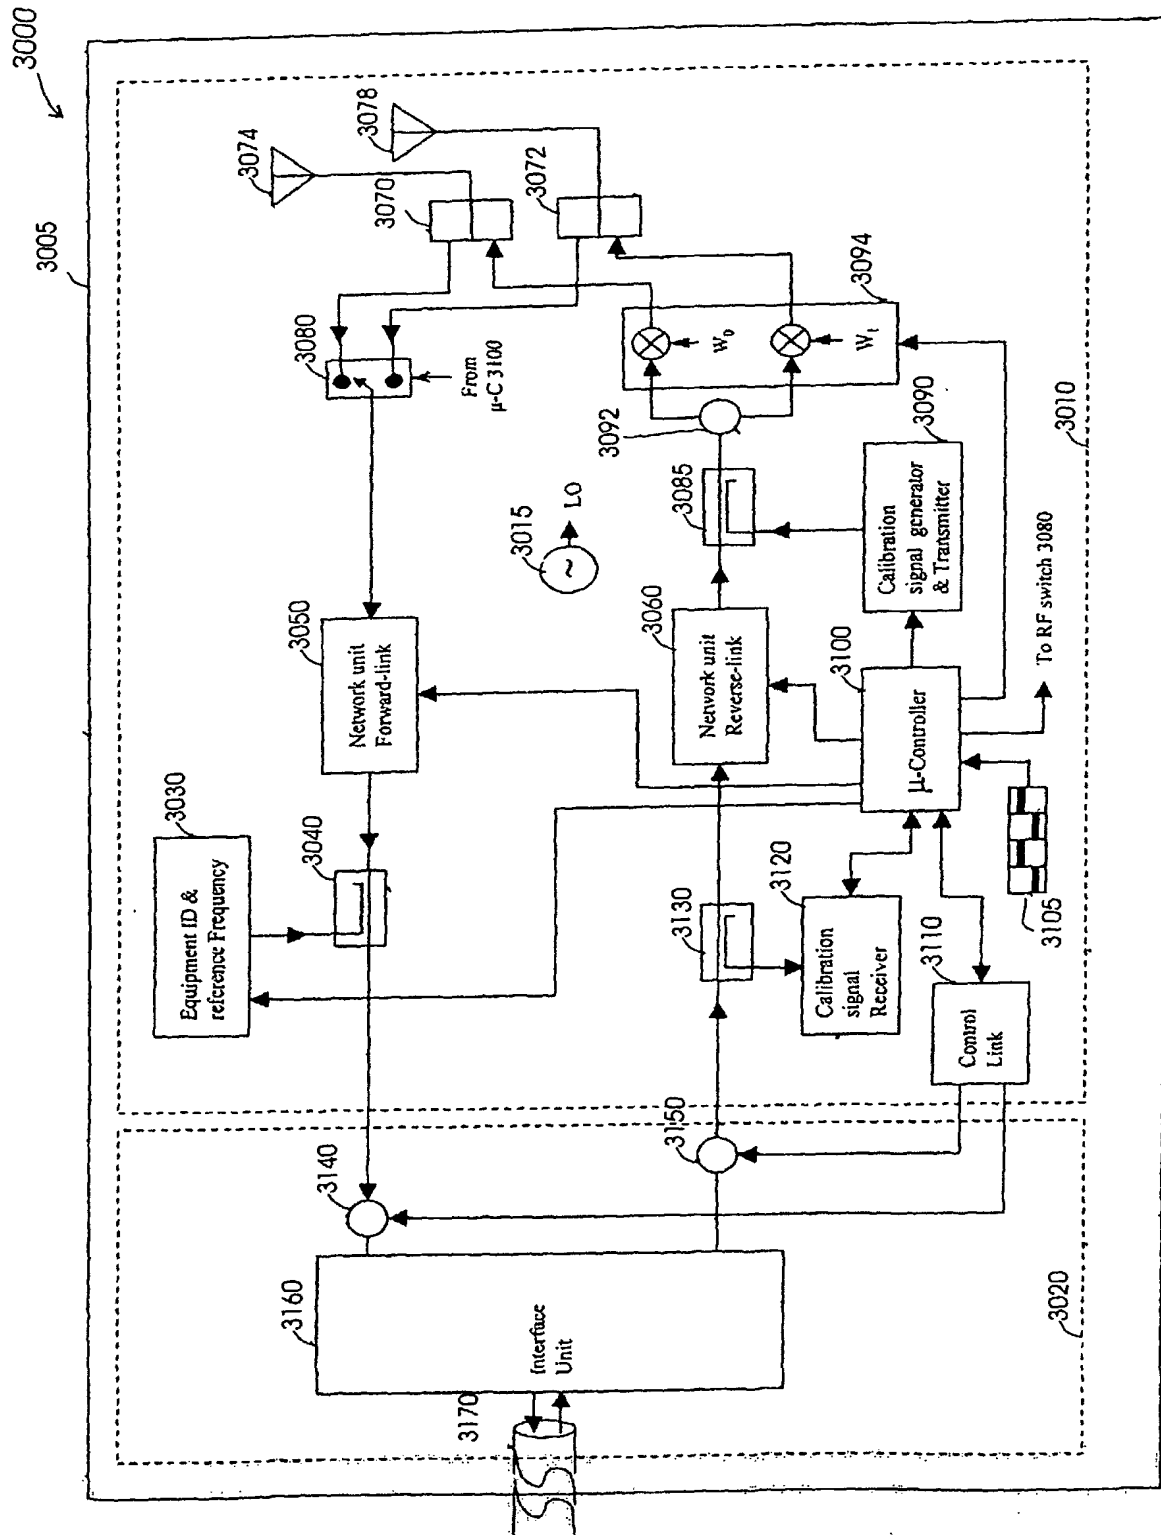 3000
3005
3074
3078
3070
3072
3080
From
μ-C 3100
3094
W₀
W₁
3092
3090
3010
3015
LO
~
3085
Calibration
signal generator
& Transmitter
3050
Network unit
Forward-link
3060
Network unit
Reverse-link
3100
μ-Controller
To RF switch 3080
3030
Equipment ID &
reference Frequency
3040
3130
3120
Calibration
signal
Receiver
3110
Control
Link
3105
3140
3150
3160
Interface
Unit
3170
3020